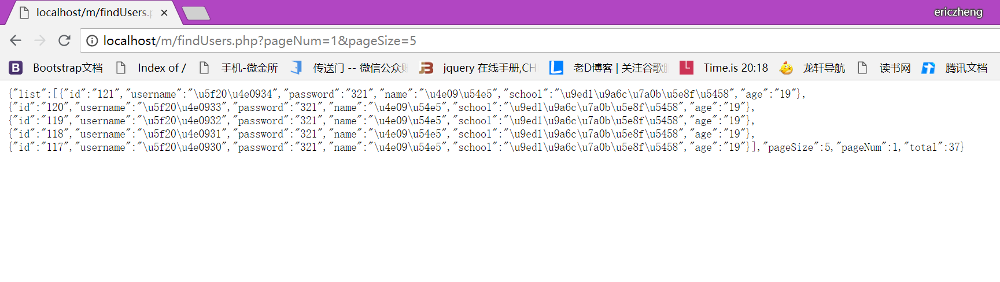 localhost/m/findUsers.p
ericzheng
localhost/m/findUsers.php?pageNum=1&pageSize=5
Bootstrap文档 Index of / 手机-微金所 传送门 -- 微信公众 jquery 在线手册,CH 老D博客 | 关注谷歌 Time.is 20:18 龙轩导航 读书网 腾讯文档
{"list":[{"id":"121","username":"\u5f20\u4e0934","password":"321","name":"\u4e09\u54e5","school":"\u9ed1\u9a6c\u7a0b\u5e8f\u5458","age":"19"},
{"id":"120","username":"\u5f20\u4e0933","password":"321","name":"\u4e09\u54e5","school":"\u9ed1\u9a6c\u7a0b\u5e8f\u5458","age":"19"},
{"id":"119","username":"\u5f20\u4e0932","password":"321","name":"\u4e09\u54e5","school":"\u9ed1\u9a6c\u7a0b\u5e8f\u5458","age":"19"},
{"id":"118","username":"\u5f20\u4e0931","password":"321","name":"\u4e09\u54e5","school":"\u9ed1\u9a6c\u7a0b\u5e8f\u5458","age":"19"},
{"id":"117","username":"\u5f20\u4e0930","password":"321","name":"\u4e09\u54e5","school":"\u9ed1\u9a6c\u7a0b\u5e8f\u5458","age":"19"}],"pageSize":5,"pageNum":1,"total":37}